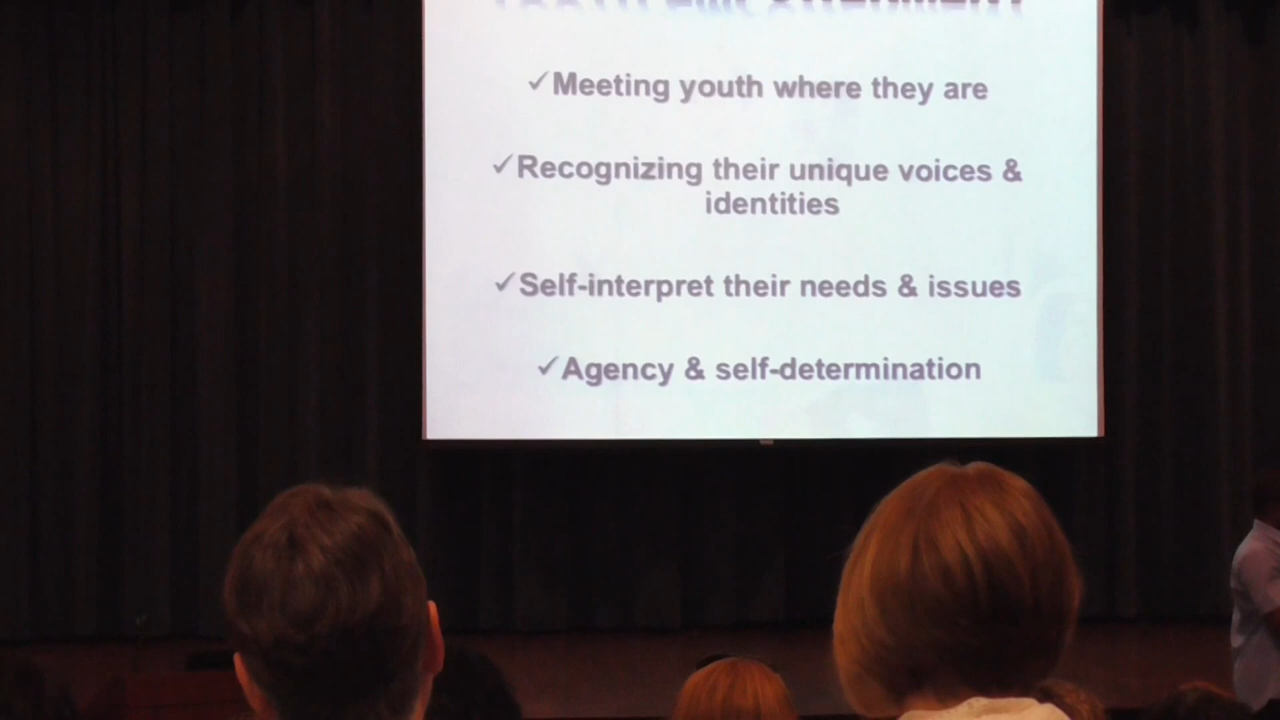 ✓Meeting youth where they are
✓Recognizing their unique voices &
identities
✓Self-interpret their needs & issues
✓Agency & self-determination